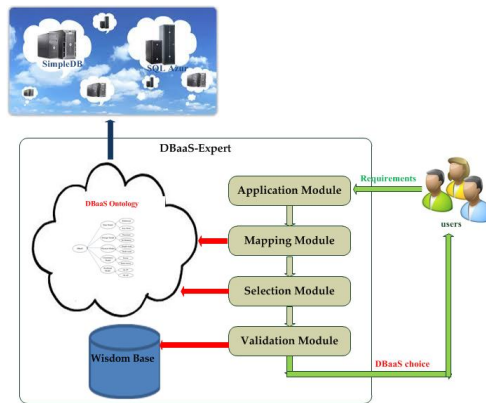 SimpleDB
SQL Azur
DBaaS-Expert
Requirements
Application Module
DBaaS Ontology
users
Mapping Module
Selection Module
Validation Module
Wisdom Base
DBaaS choice